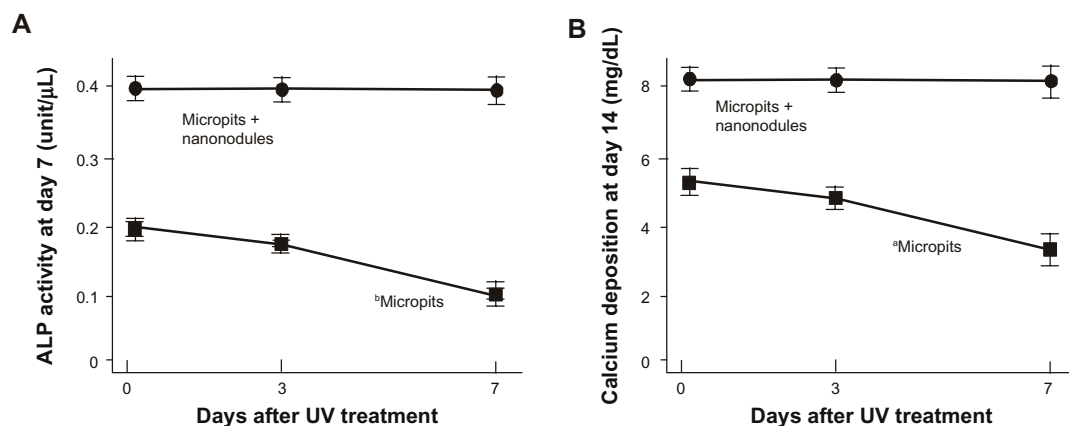 A
ALP activity at day 7 (unit/μL)
0.4
0.3
0.2
0.1
0
Micropits +
nanonodules
ᵇMicropits
0
3
7
Days after UV treatment
B
Calcium deposition at day 14 (mg/dL)
8
6
4
2
0
Micropits +
nanonodules
ᵃMicropits
0
3
7
Days after UV treatment